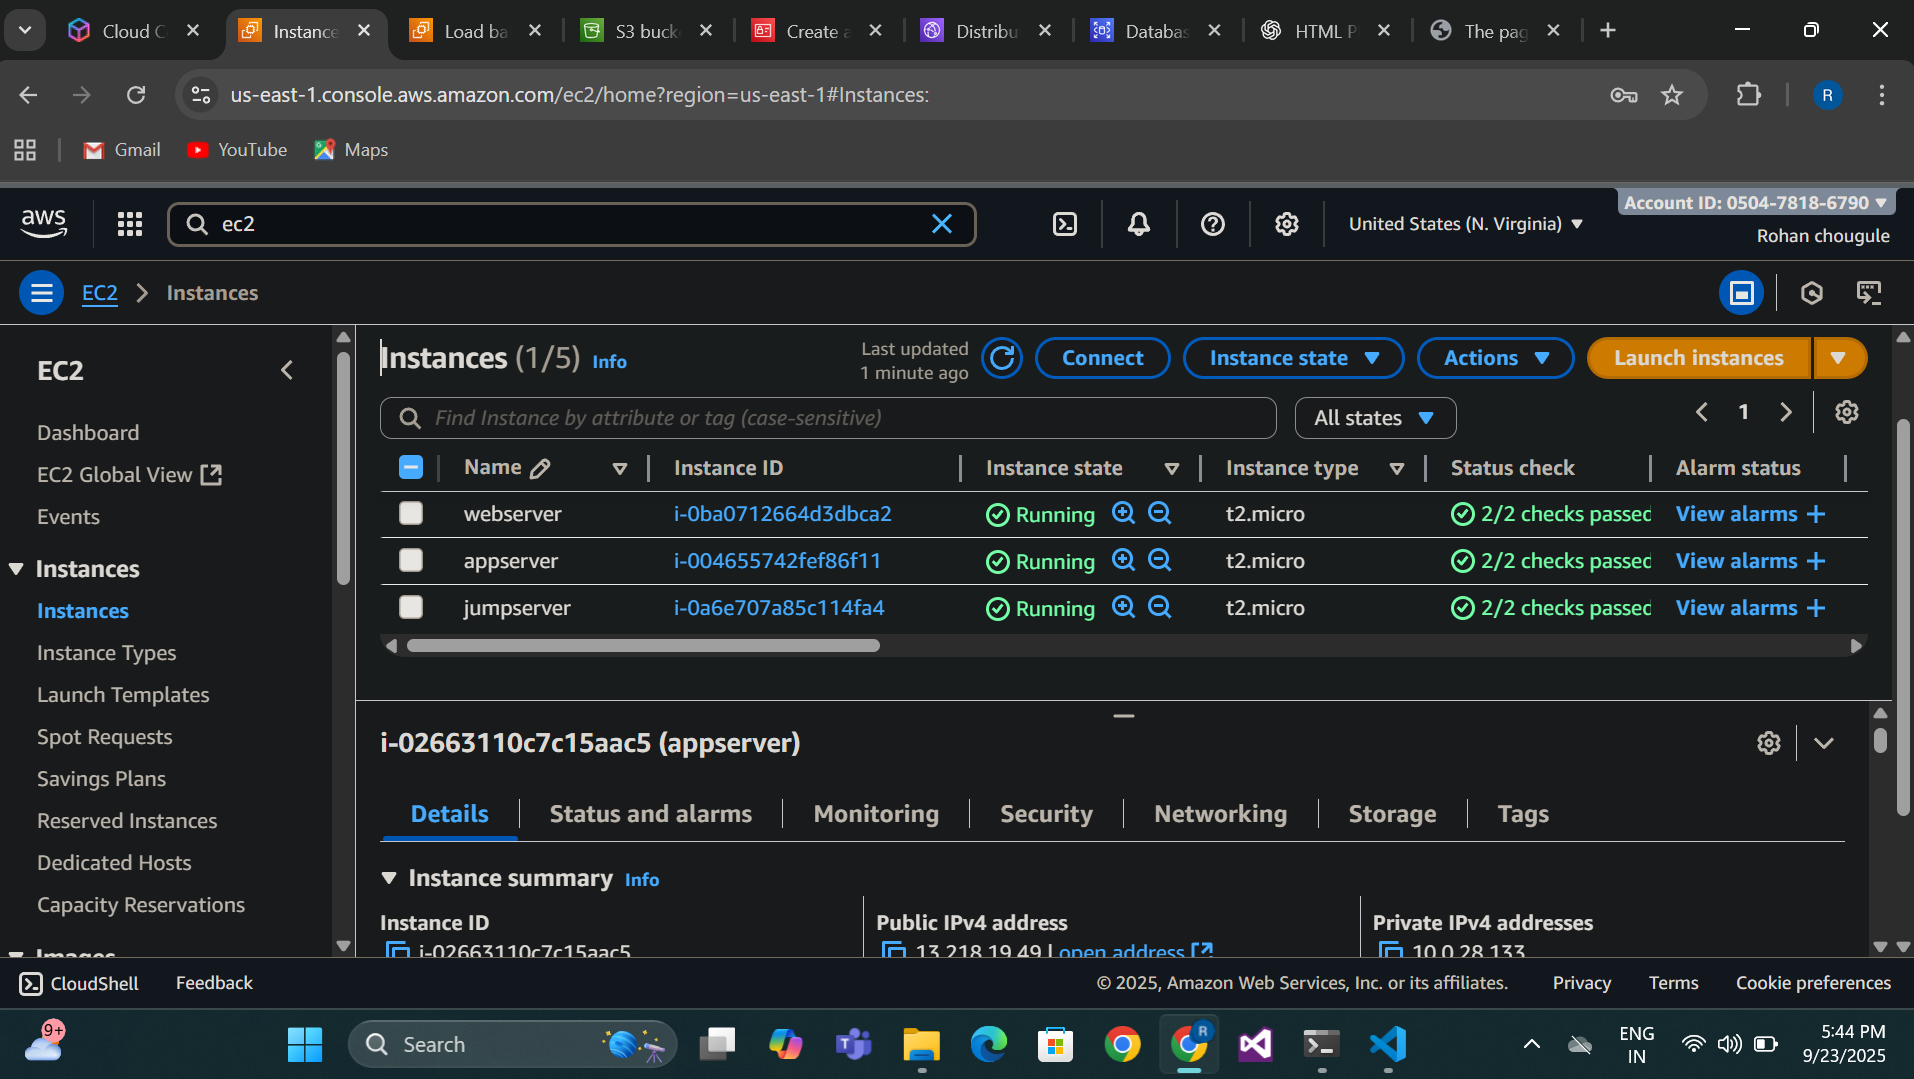 Cloud C
Instance
Load ba
S3 buck
Create a
Distribu
Databas
HTML P
The pag
us-east-1.console.aws.amazon.com/ec2/home?region=us-east-1#Instances:
R
Gmail
YouTube
Maps
aws
ec2
United States (N. Virginia)
Account ID: 0504-7818-6790
Rohan chougule
EC2
Instances
EC2
Dashboard
EC2 Global View
Events
Instances
Instances
Instance Types
Launch Templates
Spot Requests
Savings Plans
Reserved Instances
Dedicated Hosts
Capacity Reservations
Images
Instances (1/5) Info
Last updated
1 minute ago
Connect
Instance state
Actions
Launch instances
Find Instance by attribute or tag (case-sensitive)
All states
1
Name Instance ID Instance state Instance type Status check Alarm status
webserver i-0ba0712664d3dbca2 Running t2.micro 2/2 checks passed View alarms +
appserver i-004655742fef86f11 Running t2.micro 2/2 checks passed View alarms +
jumpserver i-0a6e707a85c114fa4 Running t2.micro 2/2 checks passed View alarms +
i-02663110c7c15aac5 (appserver)
Details
Status and alarms
Monitoring
Security
Networking
Storage
Tags
Instance summary Info
Instance ID
i-02663110c7c15aac5
Public IPv4 address
13.218.19.49 | open address
Private IPv4 addresses
10.0.28.133
CloudShell
Feedback
© 2025, Amazon Web Services, Inc. or its affiliates.
Privacy
Terms
Cookie preferences
9+
Search
R
ENG
IN
5:44 PM
9/23/2025